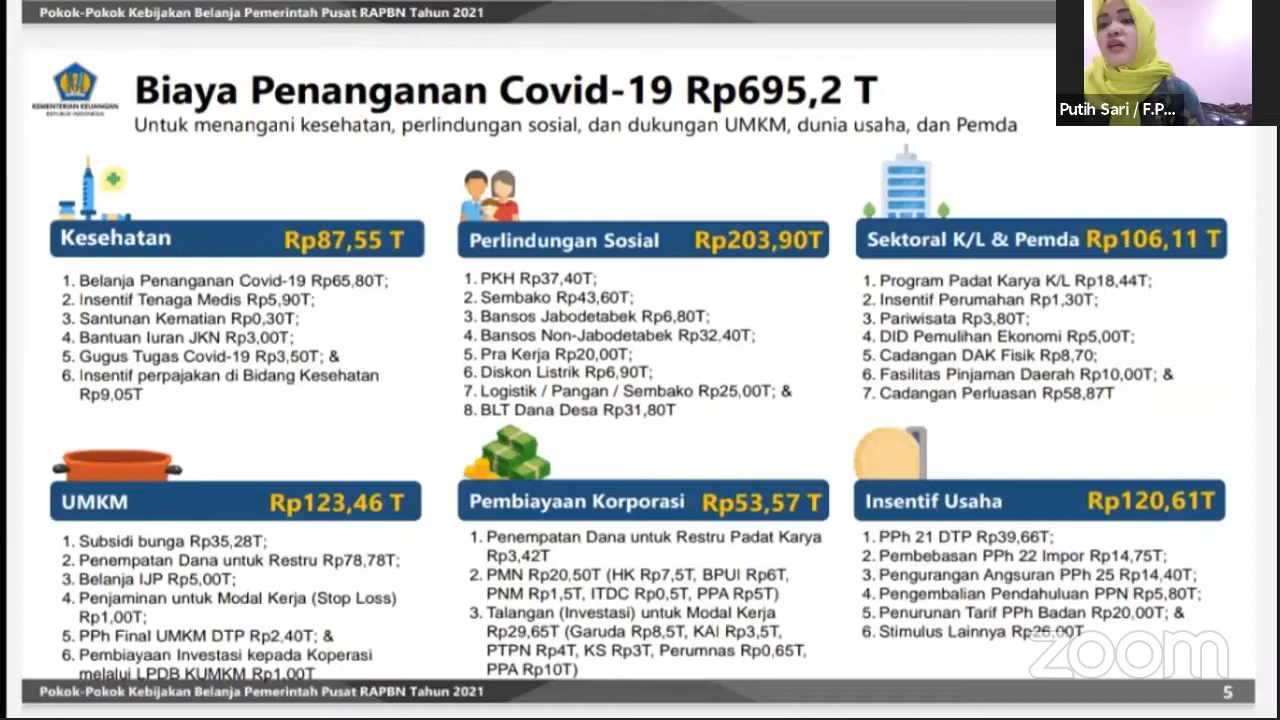 Pokok-Pokok Kebijakan Belanja Pemerintah Pusat RAPBN Tahun 2021
Putih Sari / F.P...
KEMENTERIAN KEUANGAN
REPUBLIK INDONESIA
Biaya Penanganan Covid-19 Rp695,2 T
Untuk menangani kesehatan, perlindungan sosial, dan dukungan UMKM, dunia usaha, dan Pemda
Kesehatan Rp87,55 T
1. Belanja Penanganan Covid-19 Rp65,80T;
2. Insentif Tenaga Medis Rp5,90T;
3. Santunan Kematian Rp0,30T;
4. Bantuan Iuran JKN Rp3,00T;
5. Gugus Tugas Covid-19 Rp3,50T; &
6. Insentif perpajakan di Bidang Kesehatan
Rp9,05T
Perlindungan Sosial Rp203,90T
1. PKH Rp37,40T;
2. Sembako Rp43,60T;
3. Bansos Jabodetabek Rp6,80T;
4. Bansos Non-Jabodetabek Rp32,40T;
5. Pra Kerja Rp20,00T;
6. Diskon Listrik Rp6,90T;
7. Logistik / Pangan / Sembako Rp25,00T; &
8. BLT Dana Desa Rp31,80T
Sektoral K/L & Pemda Rp106,11 T
1. Program Padat Karya K/L Rp18,44T;
2. Insentif Perumahan Rp1,30T;
3. Pariwisata Rp3,80T;
4. DID Pemulihan Ekonomi Rp5,00T;
5. Cadangan DAK Fisik Rp8,70;
6. Fasilitas Pinjaman Daerah Rp10,00T; &
7. Cadangan Perluasan Rp58,87T
UMKM Rp123,46 T
1. Subsidi bunga Rp35,28T;
2. Penempatan Dana untuk Restru Rp78,78T;
3. Belanja IJP Rp5,00T;
4. Penjaminan untuk Modal Kerja (Stop Loss)
Rp1,00T;
5. PPh Final UMKM DTP Rp2,40T; &
6. Pembiayaan Investasi kepada Koperasi
melalui LPDB KUMKM Rp1,00T
Pembiayaan Korporasi Rp53,57 T
1. Penempatan Dana untuk Restru Padat Karya
Rp3,42T
2. PMN Rp20,50T (HK Rp7,5T, BPUI Rp6T,
PNM Rp1,5T, ITDC Rp0,5T, PPA Rp5T)
3. Talangan (Investasi) untuk Modal Kerja
Rp29,65T (Garuda Rp8,5T, KAI Rp3,5T,
PTPN Rp4T, KS Rp3T, Perumnas Rp0,65T,
PPA Rp10T)
Insentif Usaha Rp120,61T
1. PPh 21 DTP Rp39,66T;
2. Pembebasan PPh 22 Impor Rp14,75T;
3. Pengurangan Angsuran PPh 25 Rp14,40T;
4. Pengembalian Pendahuluan PPN Rp5,80T;
5. Penurunan Tarif PPh Badan Rp20,00T; &
6. Stimulus Lainnya Rp26,00T
zoom
Pokok-Pokok Kebijakan Belanja Pemerintah Pusat RAPBN Tahun 2021
5